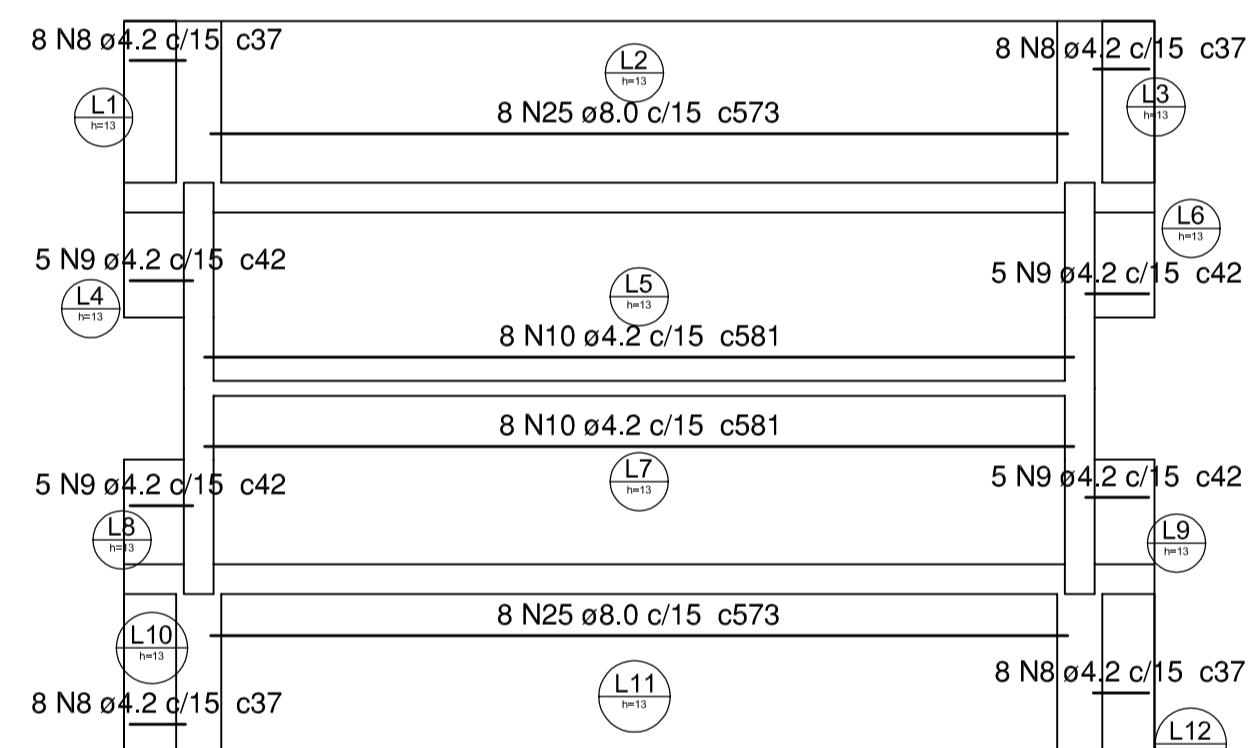 8 N8 ø4.2 c/15 c37
8 N8 ø4.2 c/15 c37
L2
h=13
L1
h=13
L3
h=13
8 N25 ø8.0 c/15 c573
L6
h=13
5 N9 ø4.2 c/15 c42
5 N9 ø4.2 c/15 c42
L4
h=13
L5
h=13
8 N10 ø4.2 c/15 c581
8 N10 ø4.2 c/15 c581
L7
h=13
5 N9 ø4.2 c/15 c42
5 N9 ø4.2 c/15 c42
L8
h=13
L9
h=13
8 N25 ø8.0 c/15 c573
L10
h=13
L11
h=13
8 N8 ø4.2 c/15 c37
8 N8 ø4.2 c/15 c37
L12